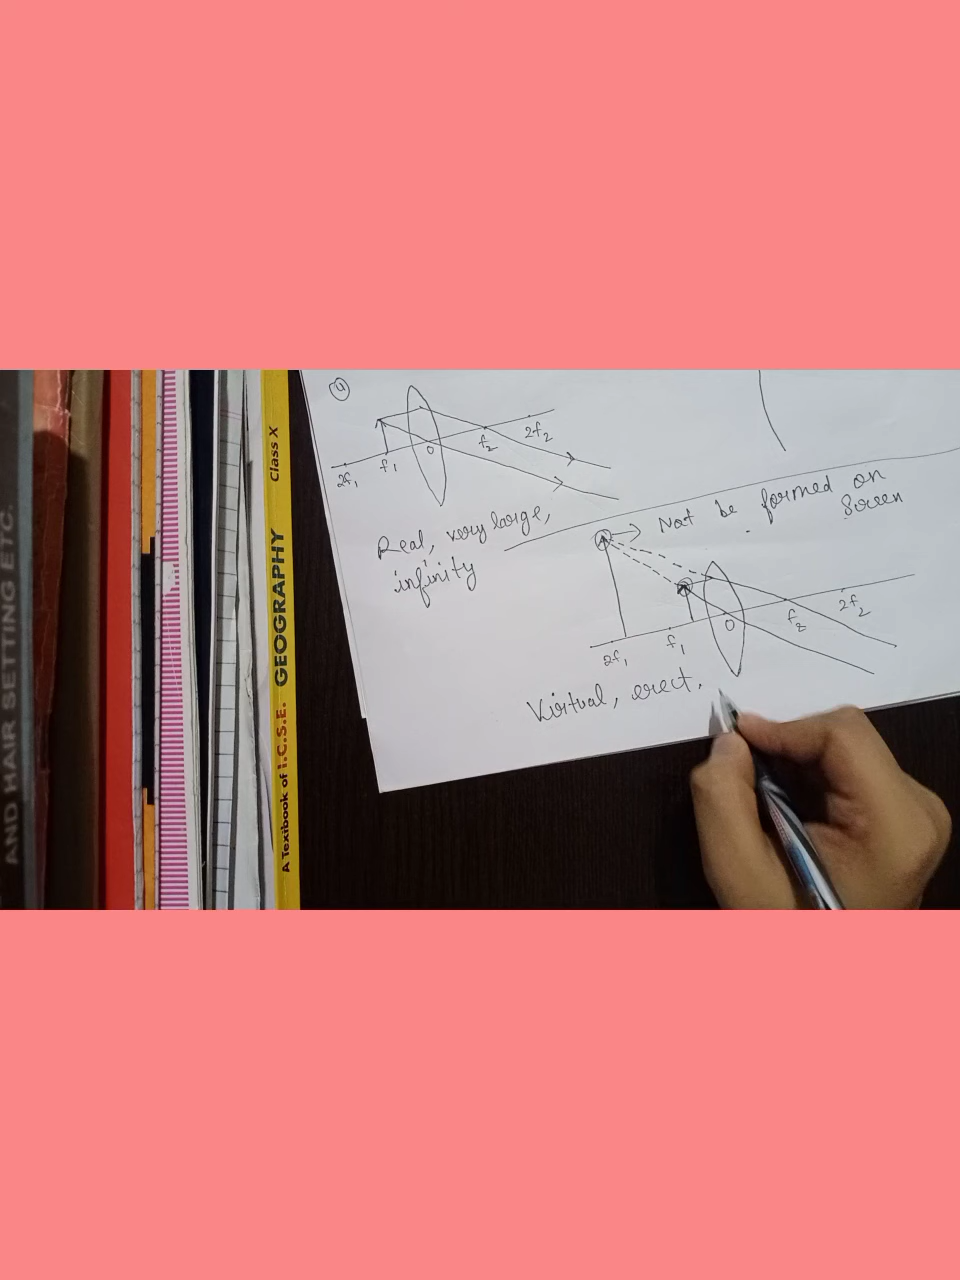 AND HAIR SETTING ETC.
A Textbook of I.C.S.E. GEOGRAPHY Class X
4
2f₁ f₁ O f₂ 2f₂
Real, very large,
infinity
Not be formed on
Screen
2f₁ f₁ O f₂ 2f₂
Virtual, erect,